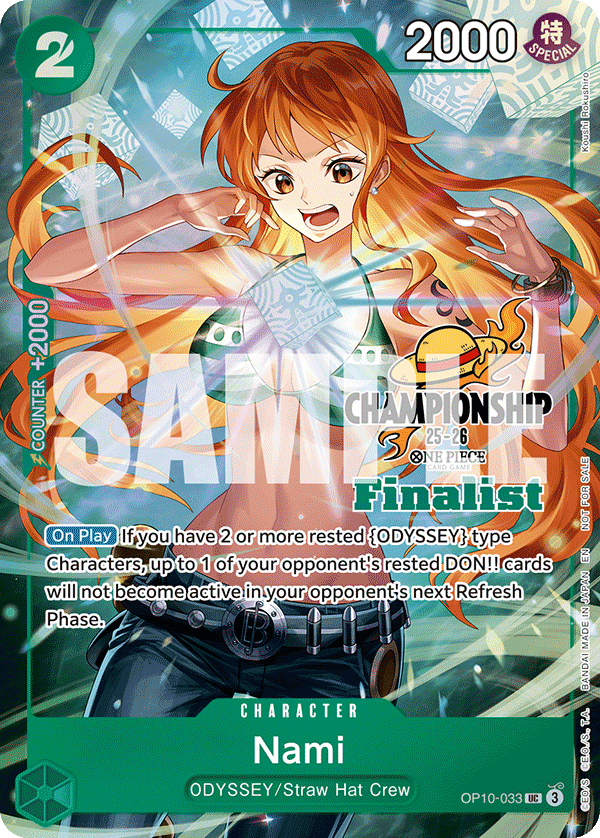 2
2000
特
SPECIAL
Koushi Rokushiro
COUNTER +2000
SAMPLE
CHAMPIONSHIP
25-26
ONE PIECE
CARD GAME
Finalist
On Play If you have 2 or more rested {ODYSSEY} type
Characters, up to 1 of your opponent's rested DON!! cards
will not become active in your opponent's next Refresh
Phase.
CHARACTER
Nami
ODYSSEY/Straw Hat Crew
OP10-033 UC 3
©EO/S ©E.O./S., T.A. BANDAI MADE IN JAPAN EN NOT FOR SALE